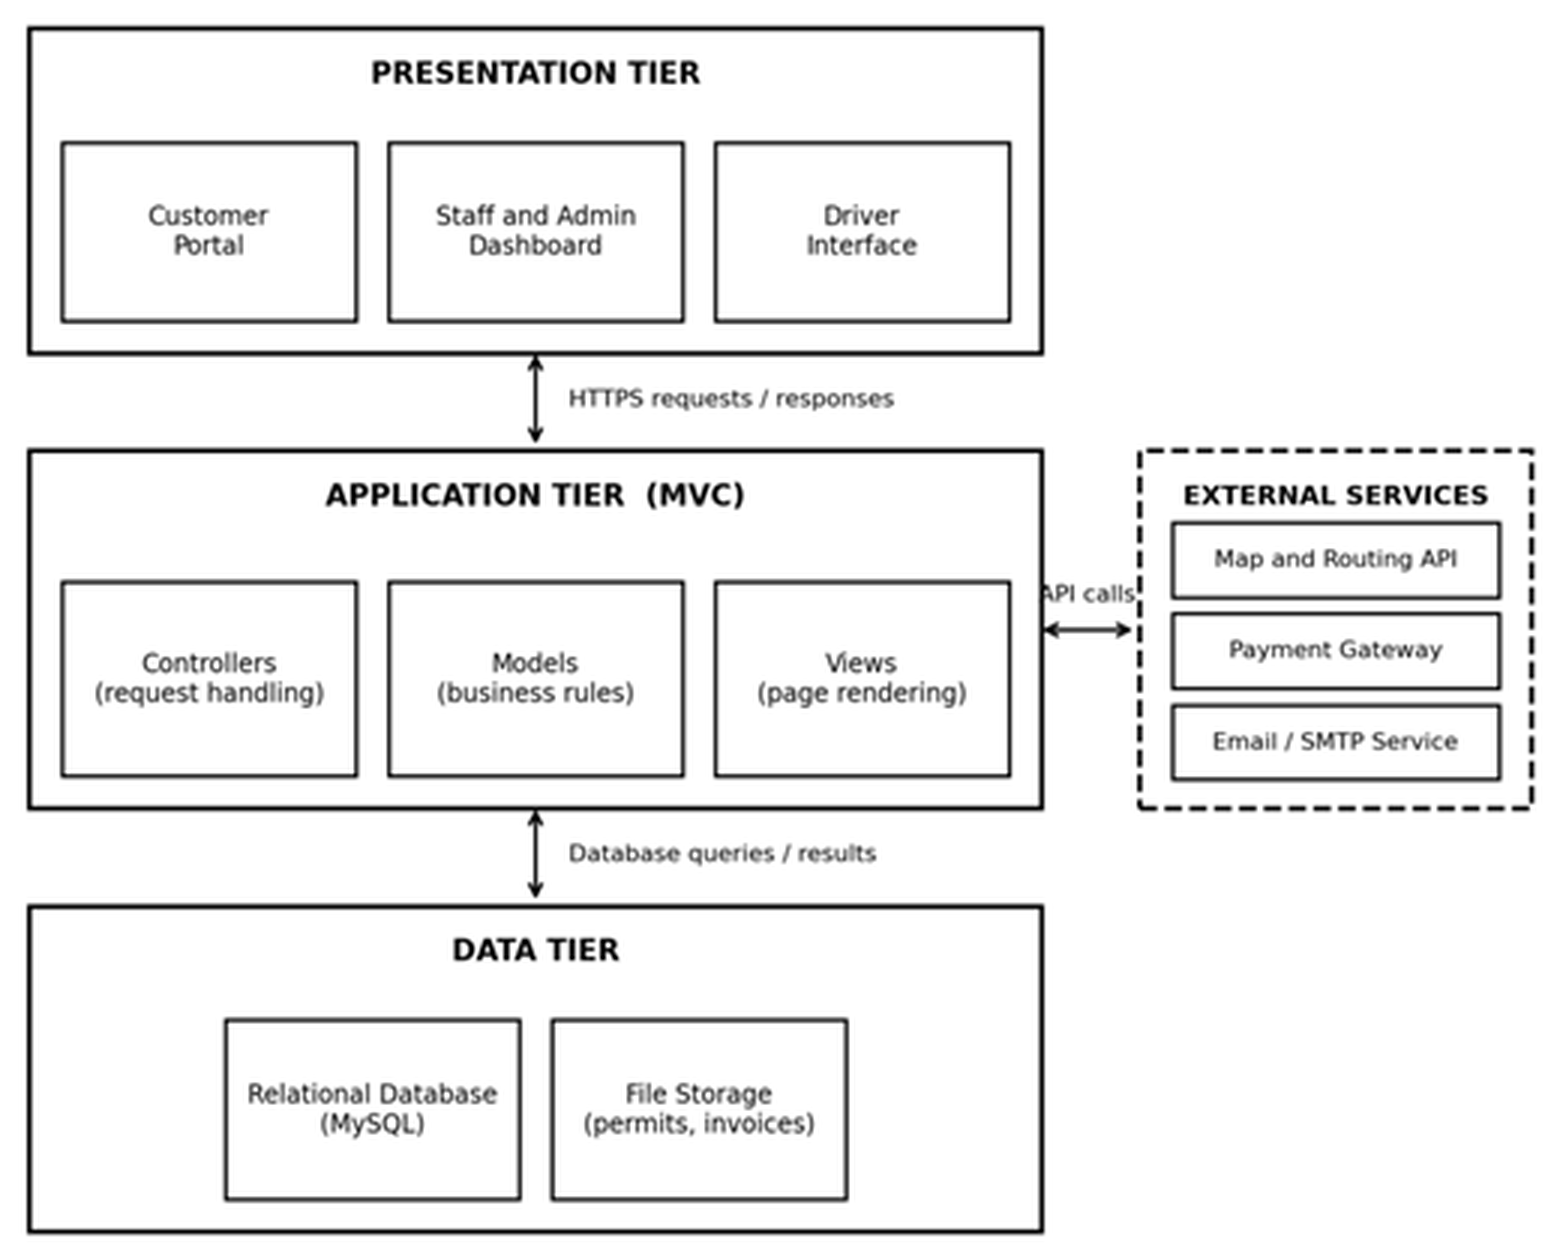 PRESENTATION TIER
Customer
Portal
Staff and Admin
Dashboard
Driver
Interface
HTTPS requests / responses
APPLICATION TIER (MVC)
Controllers
(request handling)
Models
(business rules)
Views
(page rendering)
API calls
EXTERNAL SERVICES
Map and Routing API
Payment Gateway
Email / SMTP Service
Database queries / results
DATA TIER
Relational Database
(MySQL)
File Storage
(permits, invoices)